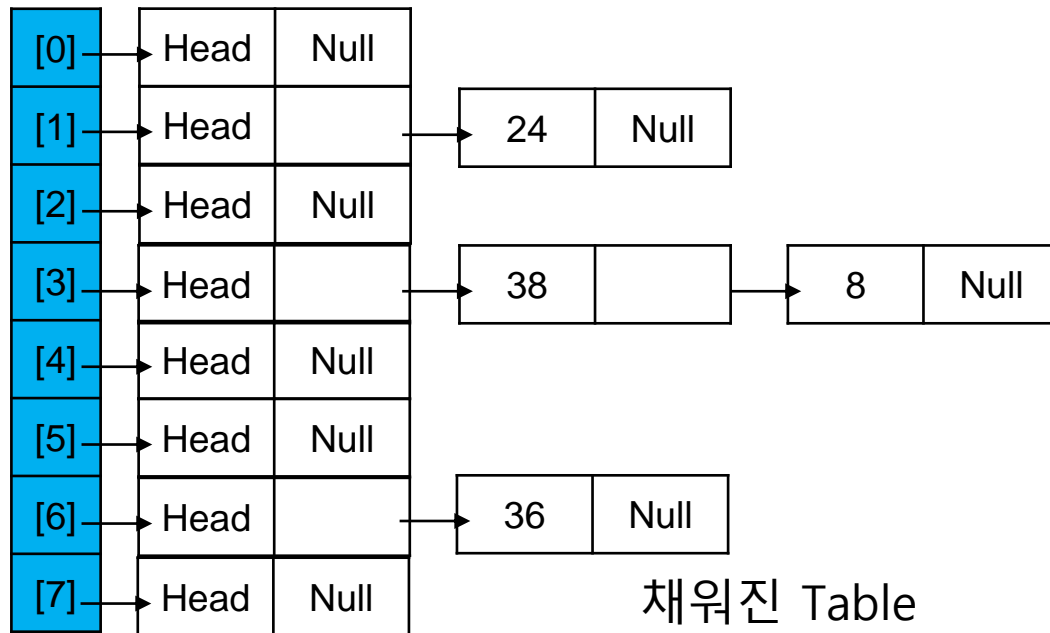 [0] Head Null
[1] Head 24 Null
[2] Head Null
[3] Head 38 8 Null
[4] Head Null
[5] Head Null
[6] Head 36 Null
[7] Head Null
채워진 Table